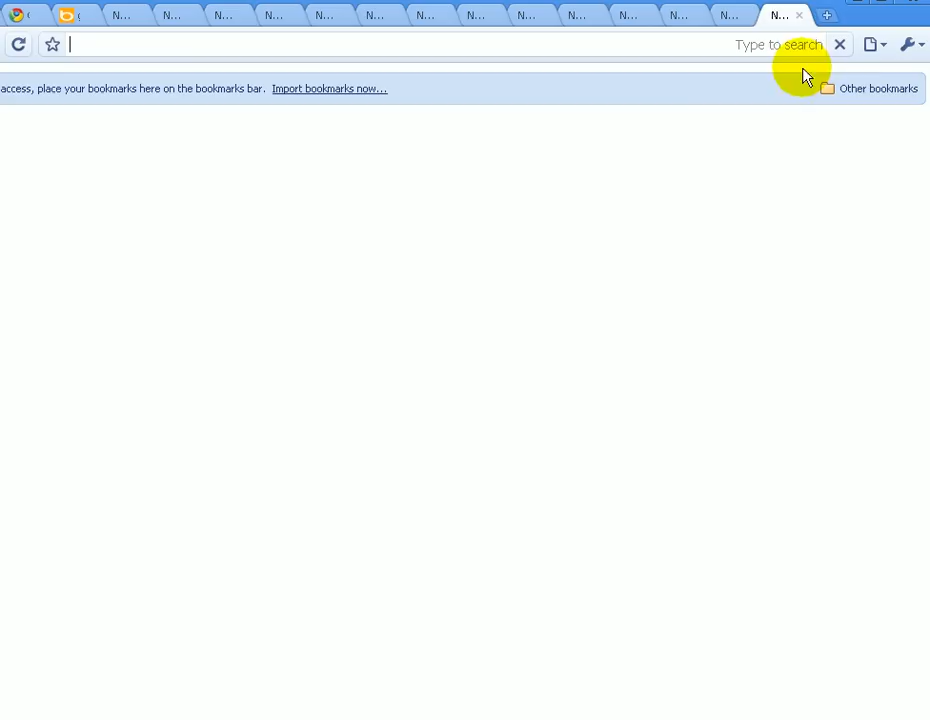 N... N... N... N... N... N... N... N... N... N... N... N... N... N...
Type to search
access, place your bookmarks here on the bookmarks bar. Import bookmarks now... Other bookmarks